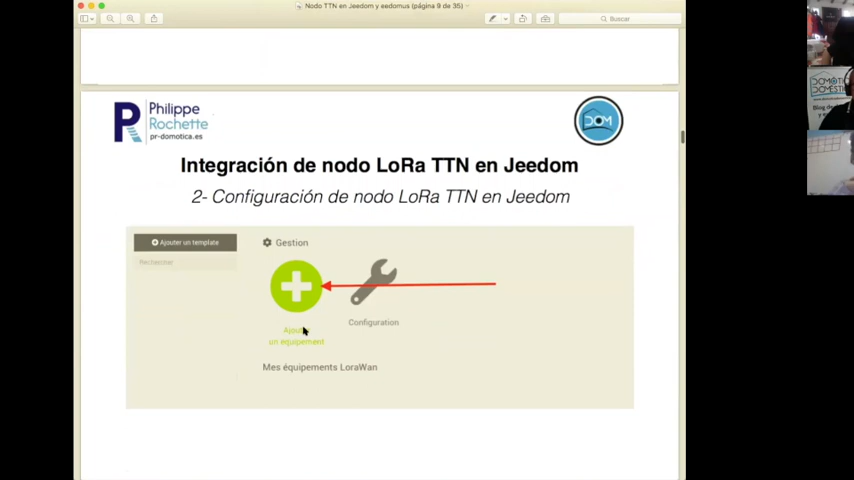 Nodo TTN en Jeedom y eedomus (página 9 de 35)
Buscar
Philippe
Rochette
pr-domotica.es
DOM
Integración de nodo LoRa TTN en Jeedom
2- Configuración de nodo LoRa TTN en Jeedom
Ajouter un template
Rechercher
Gestion
Ajouter
un équipement
Configuration
Mes équipements LoraWan
Blog de